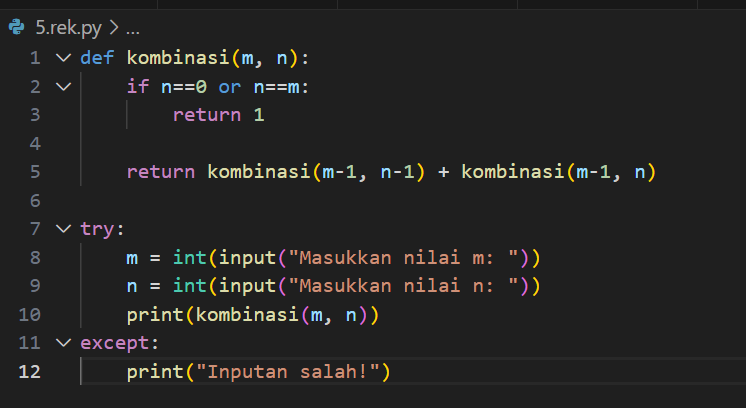 5.rek.py > ...
1 def kombinasi(m, n):
2     if n==0 or n==m:
3         return 1
4
5     return kombinasi(m-1, n-1) + kombinasi(m-1, n)
6
7 try:
8     m = int(input("Masukkan nilai m: "))
9     n = int(input("Masukkan nilai n: "))
10     print(kombinasi(m, n))
11 except:
12     print("Inputan salah!")